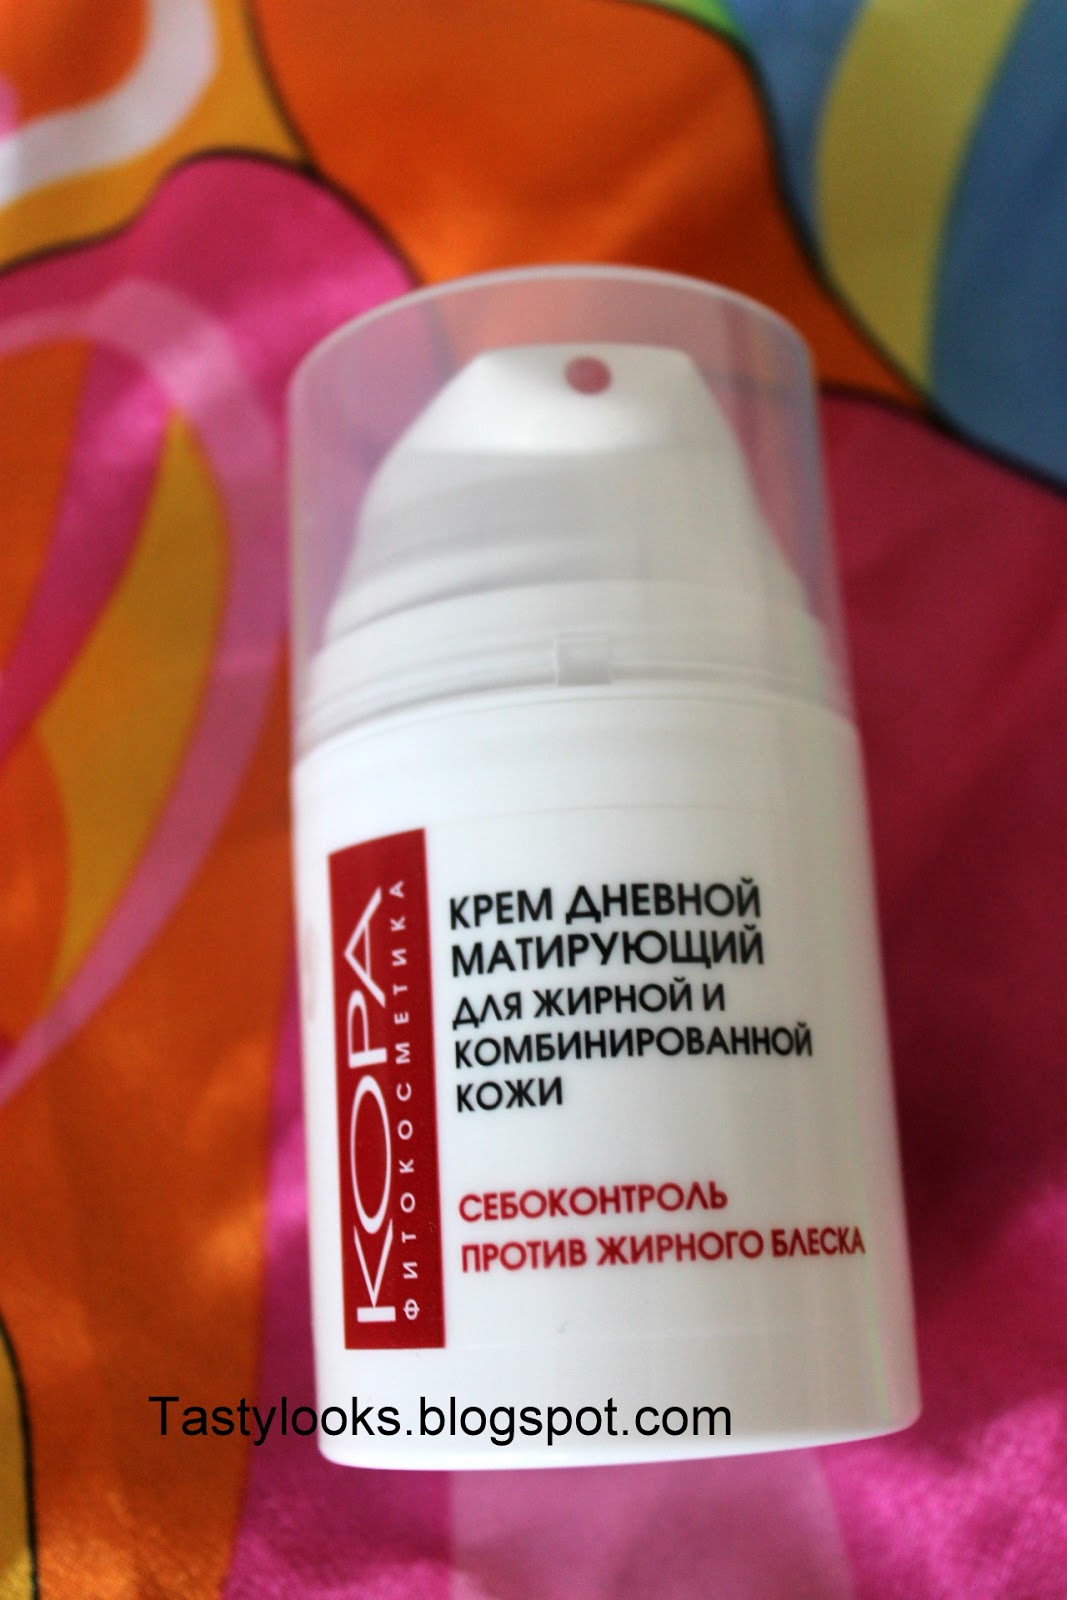 КОРА
ФИТОКОСМЕТИКА
КРЕМ ДНЕВНОЙ
МАТИРУЮЩИЙ
ДЛЯ ЖИРНОЙ И
КОМБИНИРОВАННОЙ
КОЖИ
СЕБОКОНТРОЛЬ
ПРОТИВ ЖИРНОГО БЛЕСКА
Tastylooks.blogspot.com